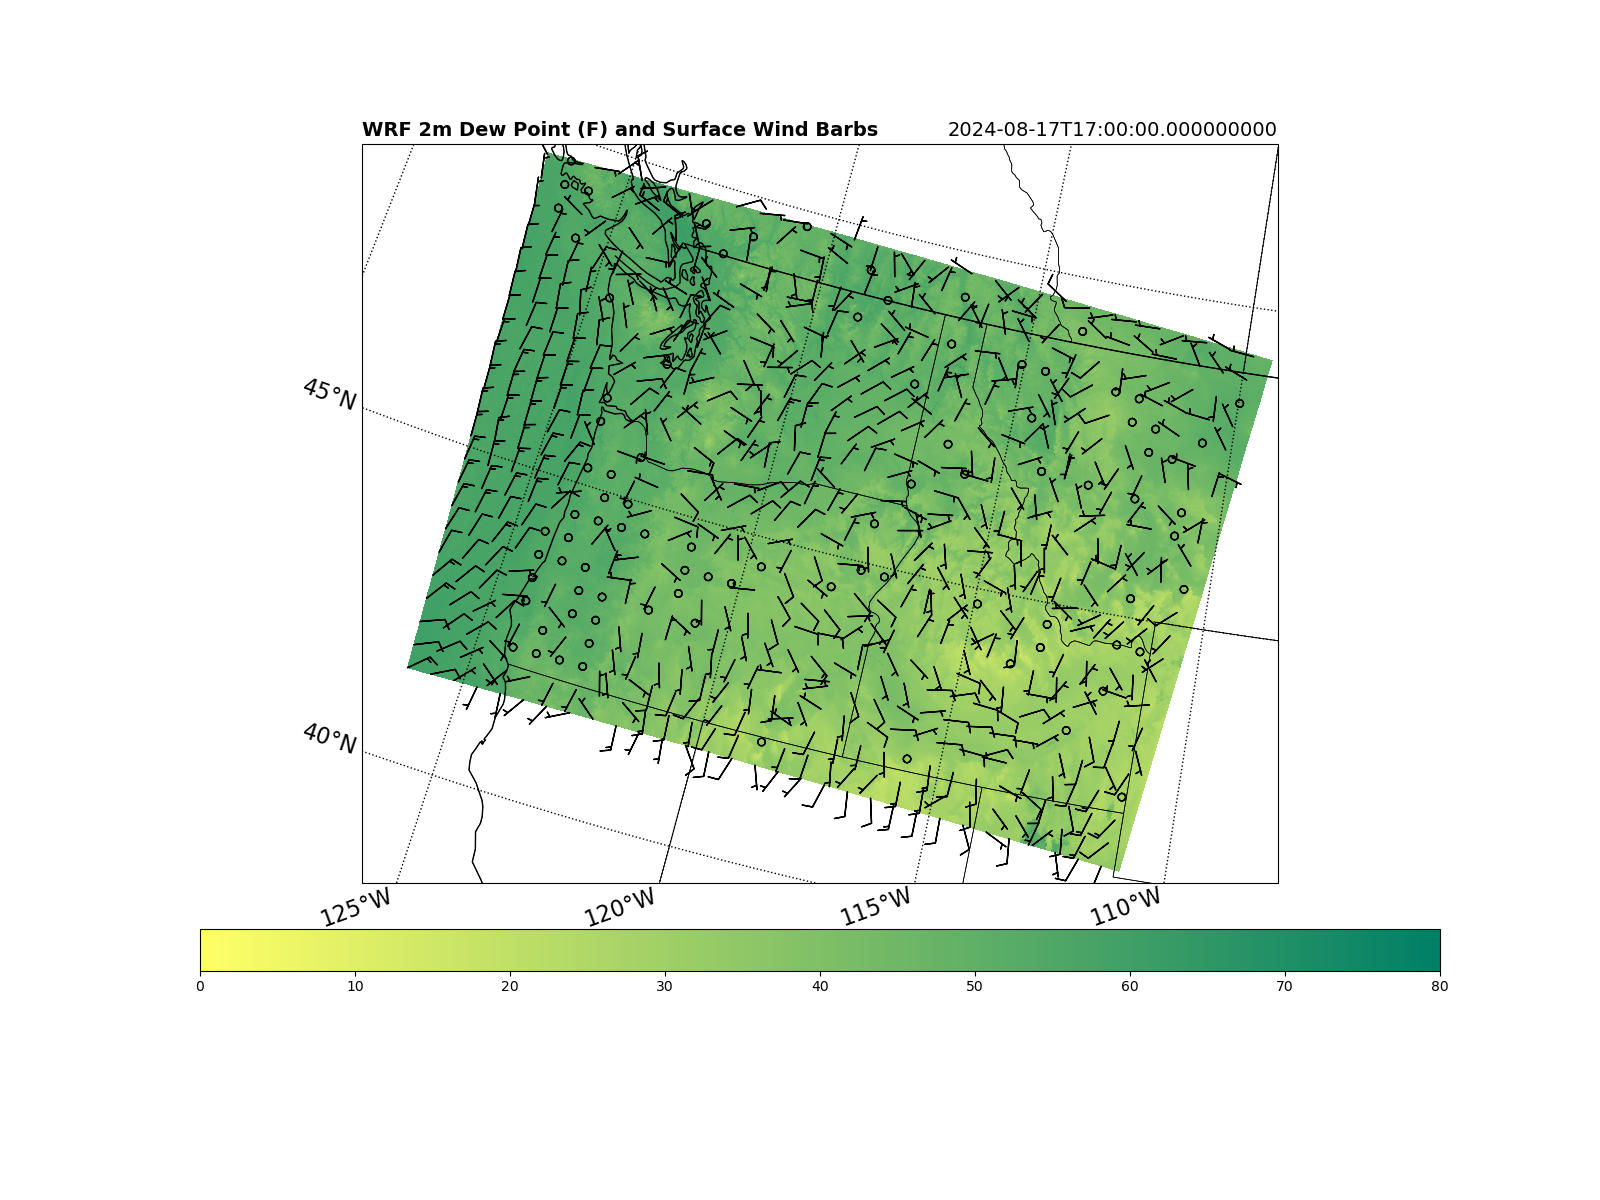 WRF 2m Dew Point (F) and Surface Wind Barbs 2024-08-17T17:00:00.000000000
45°N
40°N
125°W 120°W 115°W 110°W
0 10 20 30 40 50 60 70 80